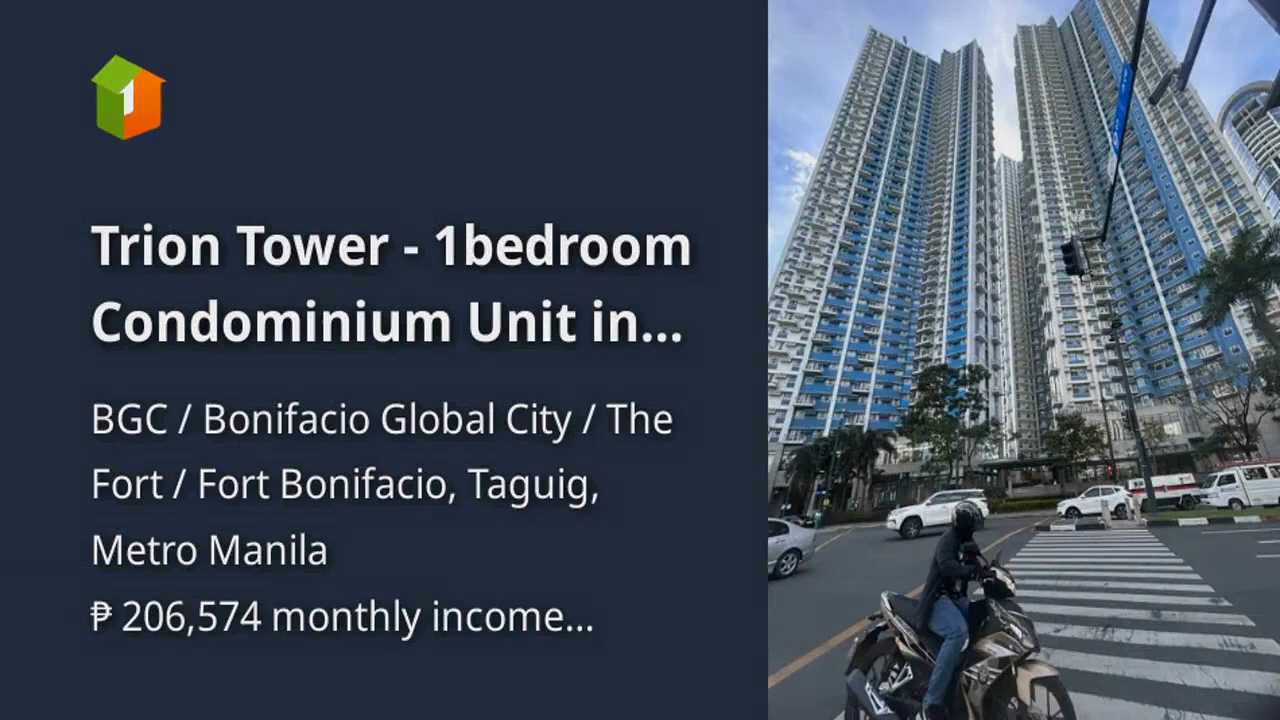 1
Trion Tower - 1bedroom
Condominium Unit in...
BGC / Bonifacio Global City / The
Fort / Fort Bonifacio, Taguig,
Metro Manila
₱ 206,574 monthly income...